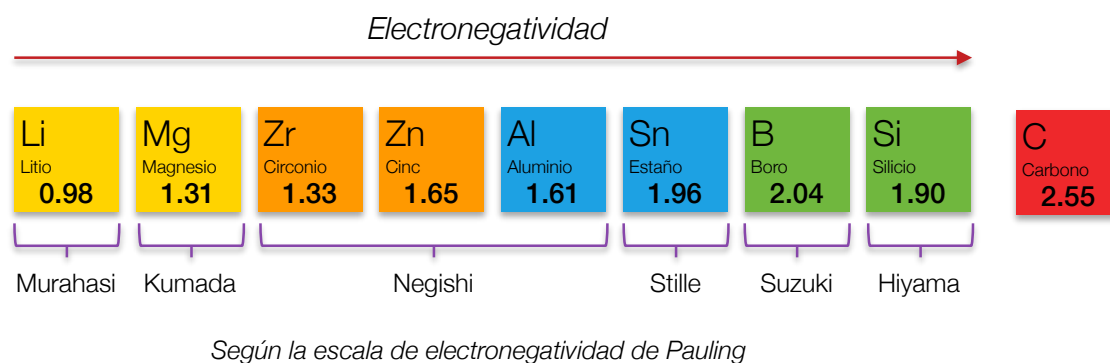 Electronegatividad
Li Mg Zr Zn Al Sn B Si C
Litio Magnesio Circonio Cinc Aluminio Estaño Boro Silicio Carbono
0.98 1.31 1.33 1.65 1.61 1.96 2.04 1.90 2.55
Murahasi Kumada Negishi Stille Suzuki Hiyama
Según la escala de electronegatividad de Pauling